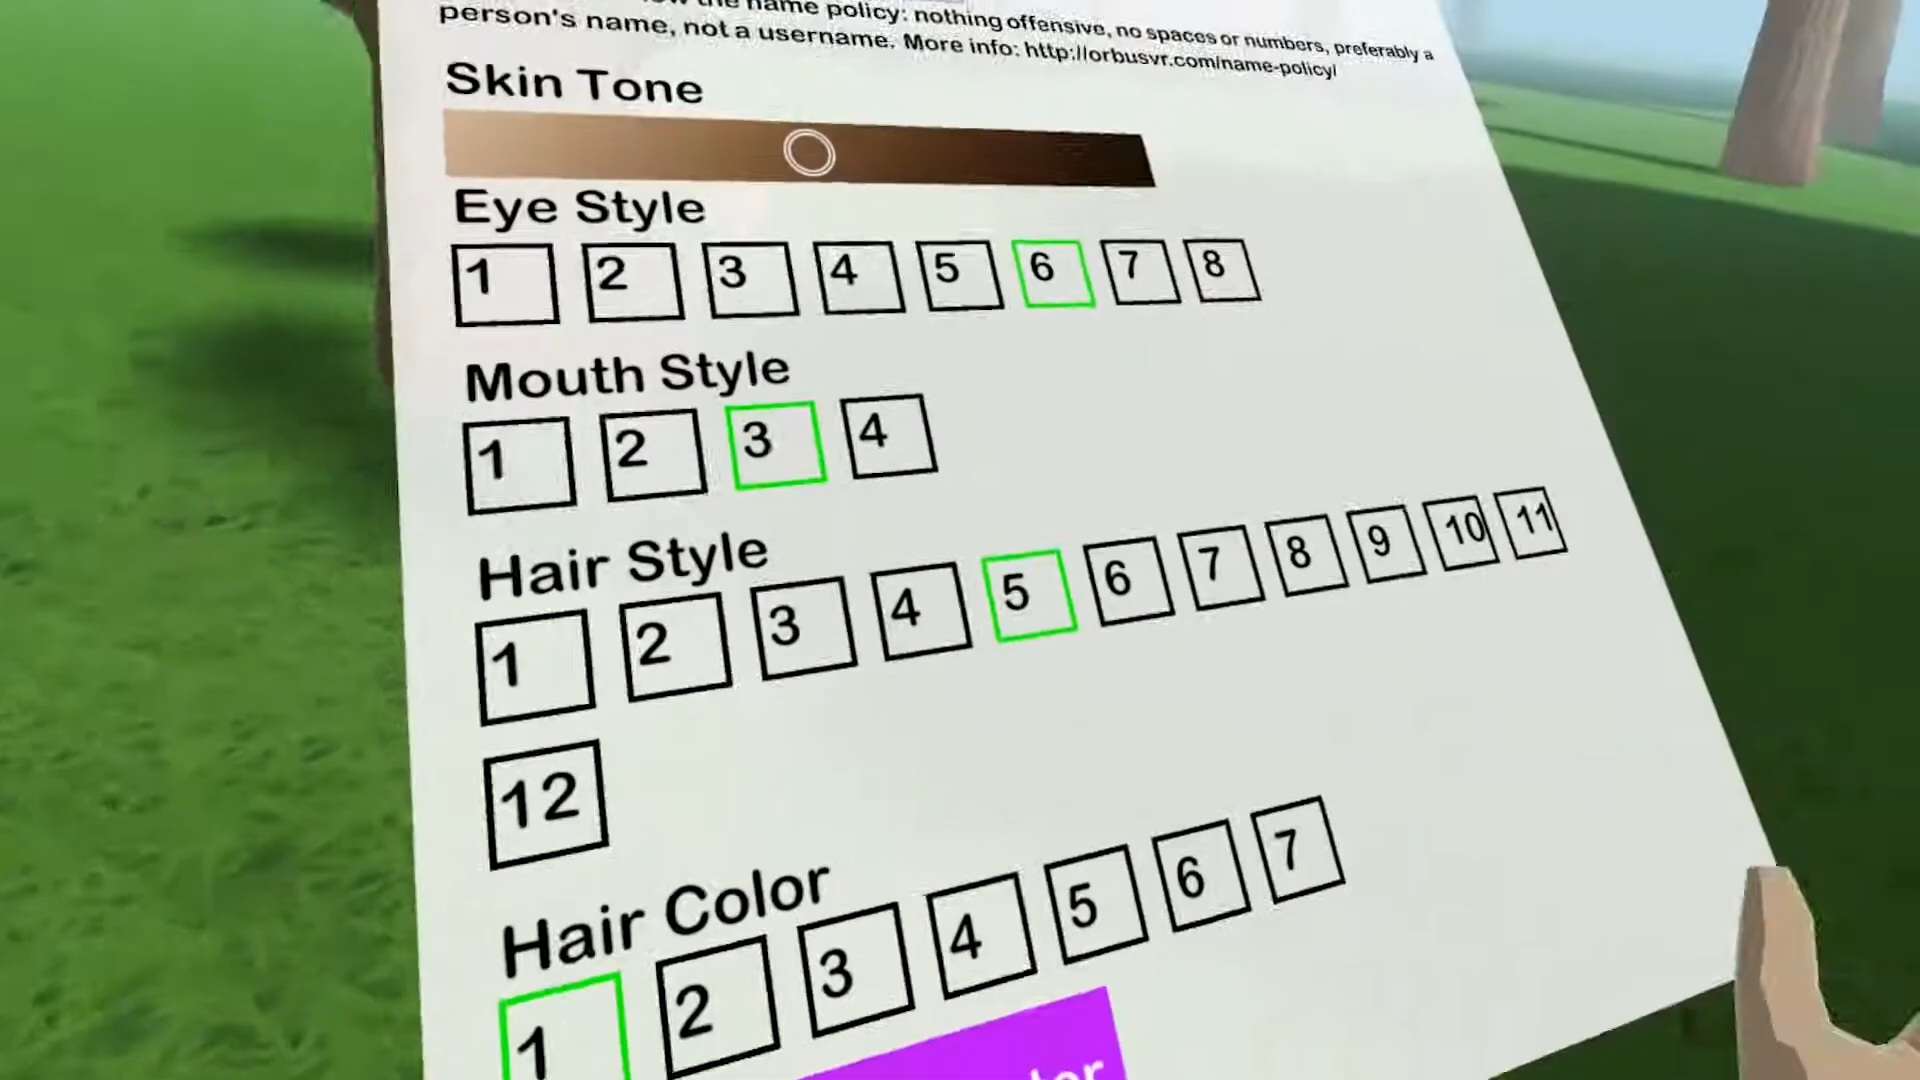 the name policy: nothing offensive, no spaces or numbers, preferably a
person's name, not a username. More info: http://orbusvr.com/name-policy/
Skin Tone
Eye Style
1 2 3 4 5 6 7 8
Mouth Style
1 2 3 4
Hair Style
1 2 3 4 5 6 7 8 9 10 11
12
Hair Color
1 2 3 4 5 6 7